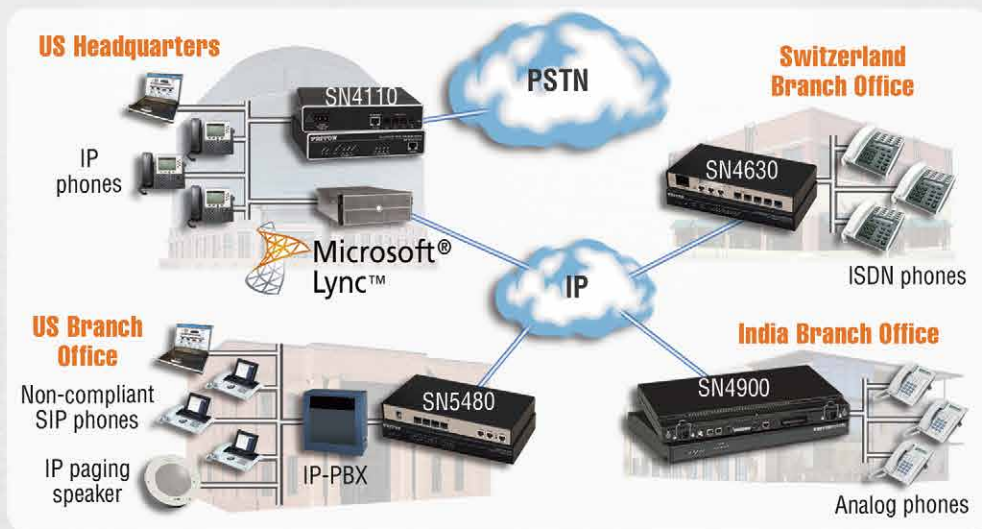 US Headquarters
SN4110
PSTN
Switzerland
Branch Office
IP
phones
PATTON
SN4630
Microsoft®
Lync™
IP
ISDN phones
US Branch
Office
India Branch Office
Non-compliant
SIP phones
SN5480
SN4900
IP paging
speaker
IP-PBX
Analog phones